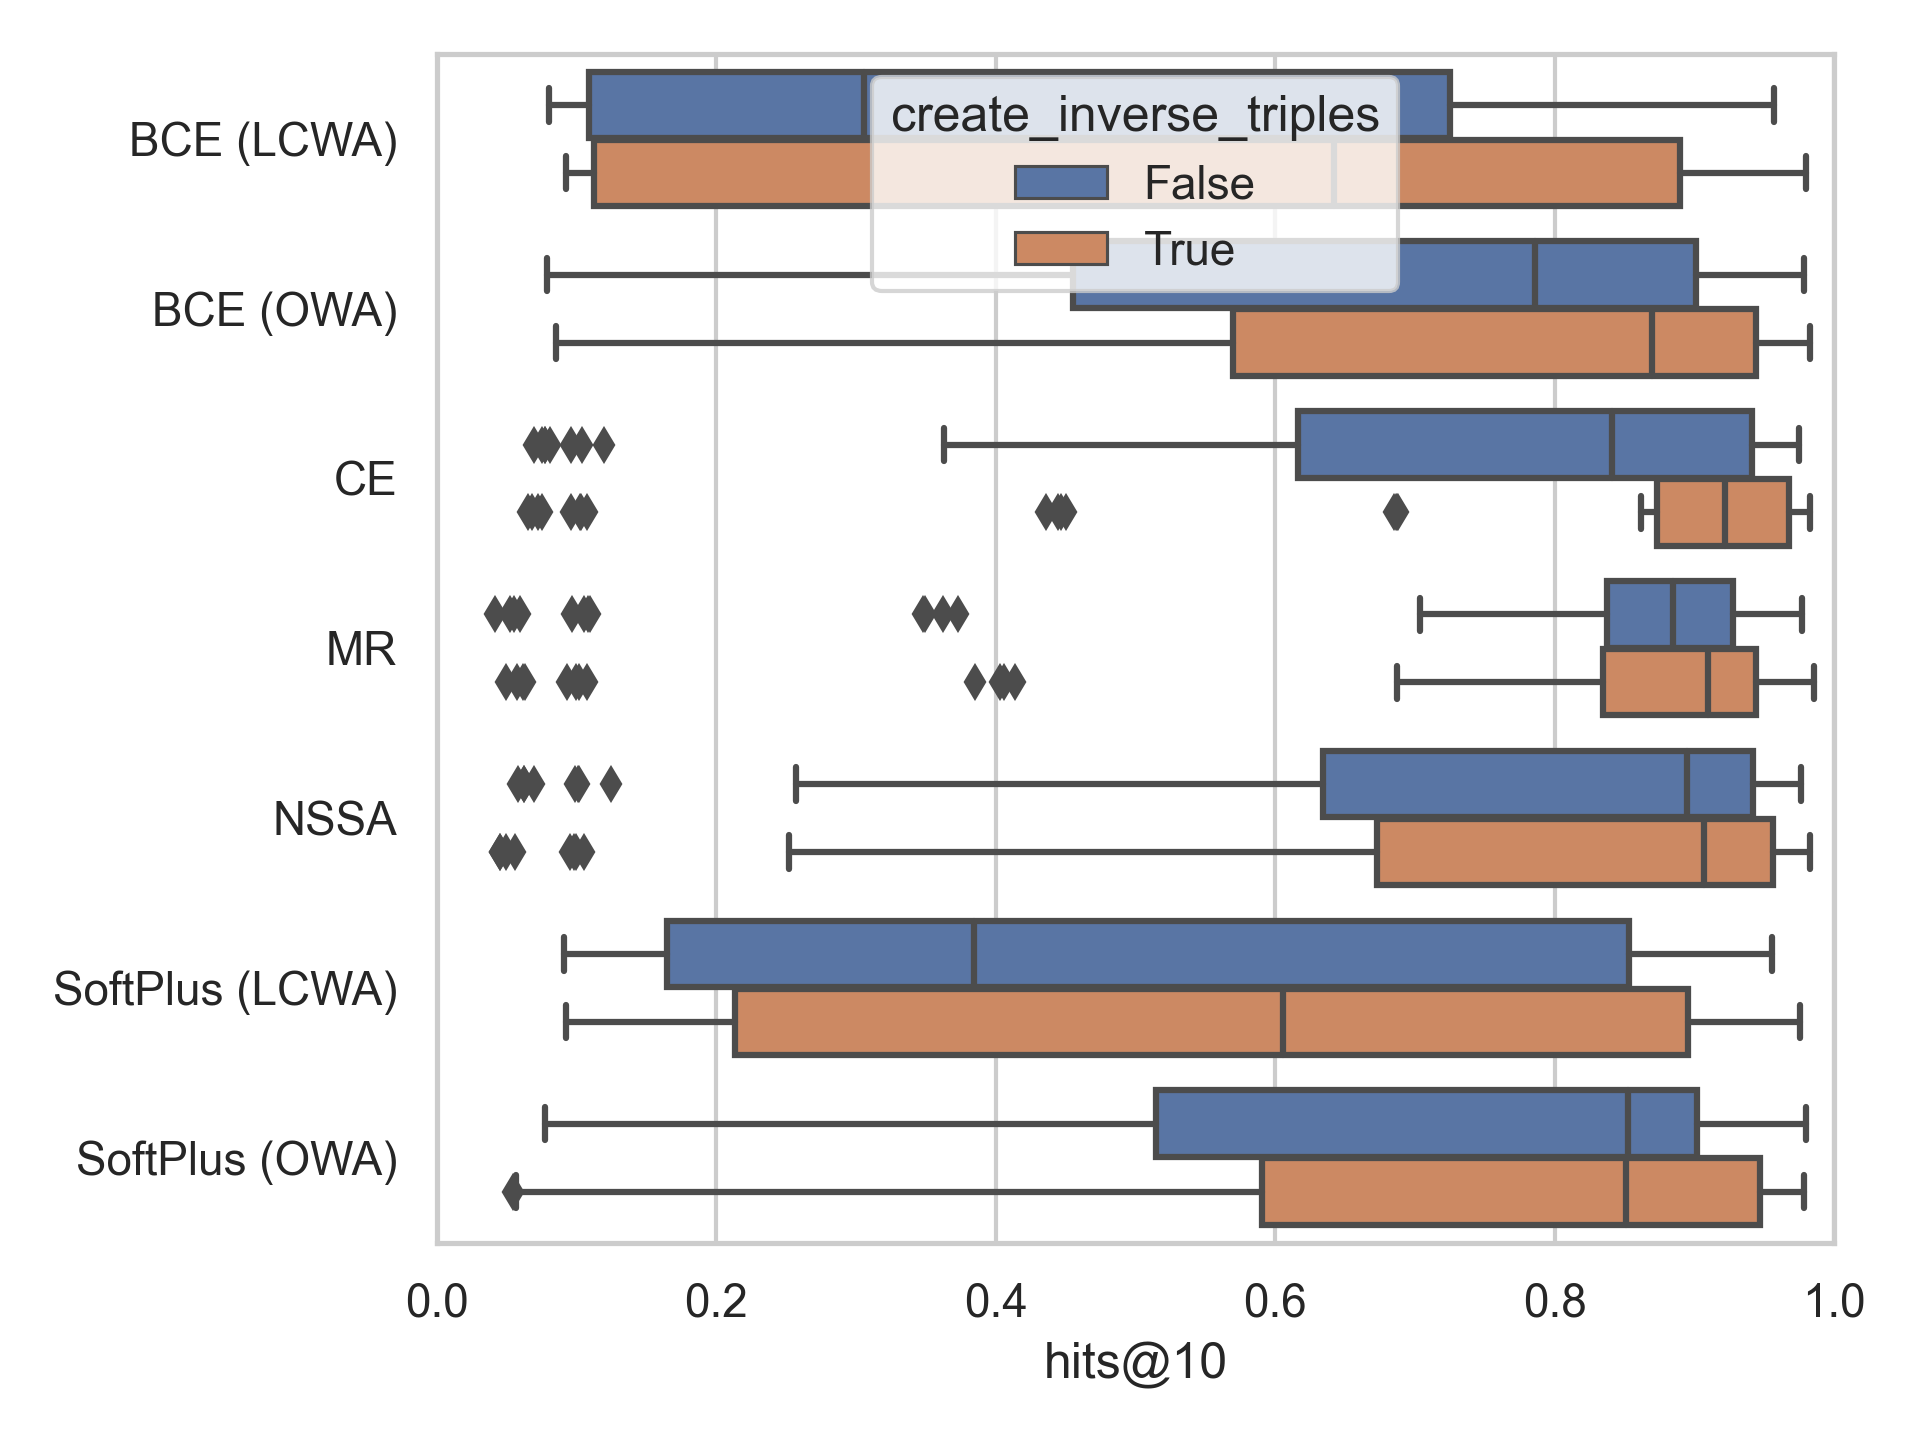 create_inverse_triples
False
True
BCE (LCWA)
BCE (OWA)
CE
MR
NSSA
SoftPlus (LCWA)
SoftPlus (OWA)
0.0 0.2 0.4 0.6 0.8 1.0
hits@10